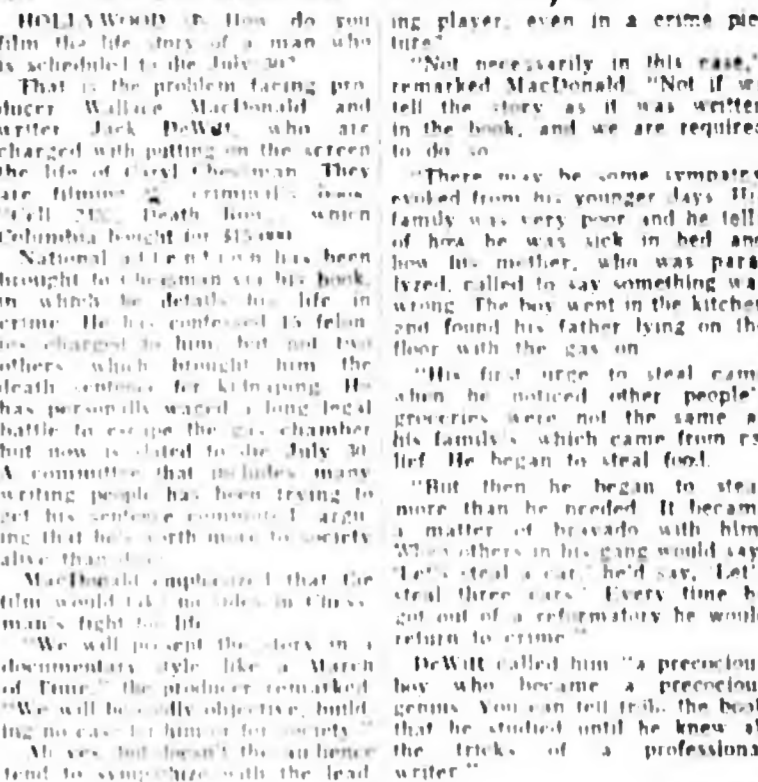 HOLLYWOOD How do you
film the life story of a man who
is scheduled to die July 30?
That is the problem facing pro
ducer Wallace MacDonald and
writer Jack DeWitt, who are
charged with putting on the screen
the life of Caryl Chessman They
are filming criminal's book
"Cell Death Row, which
Columbia bought for $15,000
National attention has been
brought to Chessman via his book,
in which he details his life in
crime. He has confessed 15 felon
ies charged to him, but not two
others which brought him the
death sentence for kidnaping. He
has personally waged a long legal
battle to escape the gas chamber
but now is slated to die July 30
A committee that includes many
writing people has been trying to
get his sentence commuted, argu
ing that he's worth more to society
alive than
MacDonald emphasized that the
film would take no sides in Chess
man's fight for life
"We will present the story in a
documentary style like a March
of Time," the producer remarked
"We will be coldly objective, build
ing no case for him or for society."
Ah yes, but doesn't the audience
tend to sympathize with the lead
ing player, even in a crime pic
ture?
"Not necessarily in this case,"
remarked MacDonald "Not if we
tell the story as it was written
in the book, and we are required
to do so
"There may be some sympathy
evoked from his younger days His
family was very poor and he tell
of how he was sick in bed and
how his mother, who was para
lyzed, called to say something wa
wrong The boy went in the kitchen
and found his father lying on th
floor with the gas on
"His first urge to steal came
when he noticed other people'
groceries were not the same a
his family's which came from re
lief He began to steal food.
"But then he began to stea
more than he needed It becam
a matter of bravado with him
When others in his gang would say
'Let's steal a car,' he'd say, 'Let'
steal three cars' Every time h
got out of a reformatory he woul
return to crime "
DeWitt called him "a precociou
boy who became a precociou
genius You can tell from the book
that he studied until he knew al
the tricks of a professiona
writer "